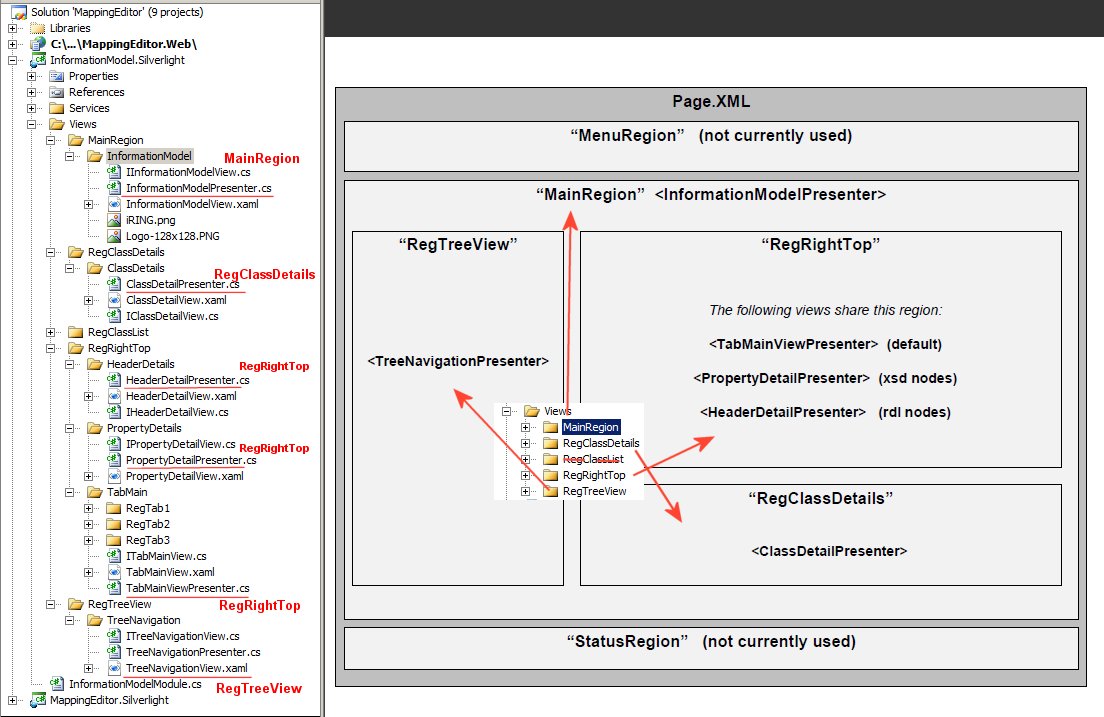 Solution 'MappingEditor' (9 projects)
Libraries
C:\...\MappingEditor.Web\
InformationModel.Silverlight
Properties
References
Services
Views
MainRegion
InformationModel
MainRegion
IInformationModelView.cs
InformationModelPresenter.cs
InformationModelView.xaml
iRING.png
Logo-128x128.PNG
RegClassDetails
ClassDetails
RegClassDetails
ClassDetailPresenter.cs
ClassDetailView.xaml
IClassDetailView.cs
RegClassList
RegRightTop
HeaderDetails
RegRightTop
HeaderDetailPresenter.cs
HeaderDetailView.xaml
IHeaderDetailView.cs
PropertyDetails
IPropertyDetailView.cs
RegRightTop
PropertyDetailPresenter.cs
PropertyDetailView.xaml
TabMain
RegTab1
RegTab2
RegTab3
ITabMainView.cs
TabMainView.xaml
TabMainViewPresenter.cs
RegTreeView
RegRightTop
TreeNavigation
ITreeNavigationView.cs
TreeNavigationPresenter.cs
TreeNavigationView.xaml
InformationModelModule.cs
RegTreeView
MappingEditor.Silverlight
Page.XML
“MenuRegion” (not currently used)
“MainRegion” <InformationModelPresenter>
“RegTreeView”
<TreeNavigationPresenter>
“RegRightTop”
The following views share this region:
<TabMainViewPresenter> (default)
<PropertyDetailPresenter> (xsd nodes)
<HeaderDetailPresenter> (rdl nodes)
Views
MainRegion
RegClassDetails
RegClassList
RegRightTop
RegTreeView
“RegClassDetails”
<ClassDetailPresenter>
“StatusRegion” (not currently used)